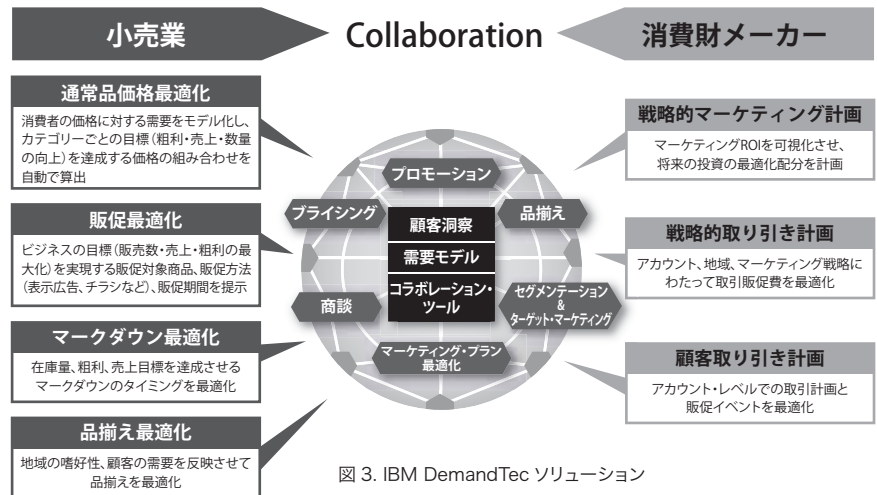 小売業
Collaboration
消費財メーカー
通常品価格最適化
消費者の価格に対する需要をモデル化し、
カテゴリーごとの目標（粗利・売上・数量
の向上）を達成する価格の組み合わせを
自動で算出
販促最適化
ビジネスの目標（販売数・売上・粗利の最
大化）を実現する販促対象商品、販促方法
（表示広告、チラシなど）、販促期間を提示
マークダウン最適化
在庫量、粗利、売上目標を達成させる
マークダウンのタイミングを最適化
品揃え最適化
地域の嗜好性、顧客の需要を反映させて
品揃えを最適化
プロモーション
プライシング
品揃え
顧客洞察
需要モデル
コラボレーション・
ツール
商談
セグメンテーション
&
ターゲット・マーケティング
マーケティング・プラン
最適化
戦略的マーケティング計画
マーケティングROIを可視化させ、
将来の投資の最適化配分を計画
戦略的取り引き計画
アカウント、地域、マーケティング戦略に
わたって取引販促費を最適化
顧客取り引き計画
アカウント・レベルでの取引計画と
販促イベントを最適化
図 3. IBM DemandTec ソリューション